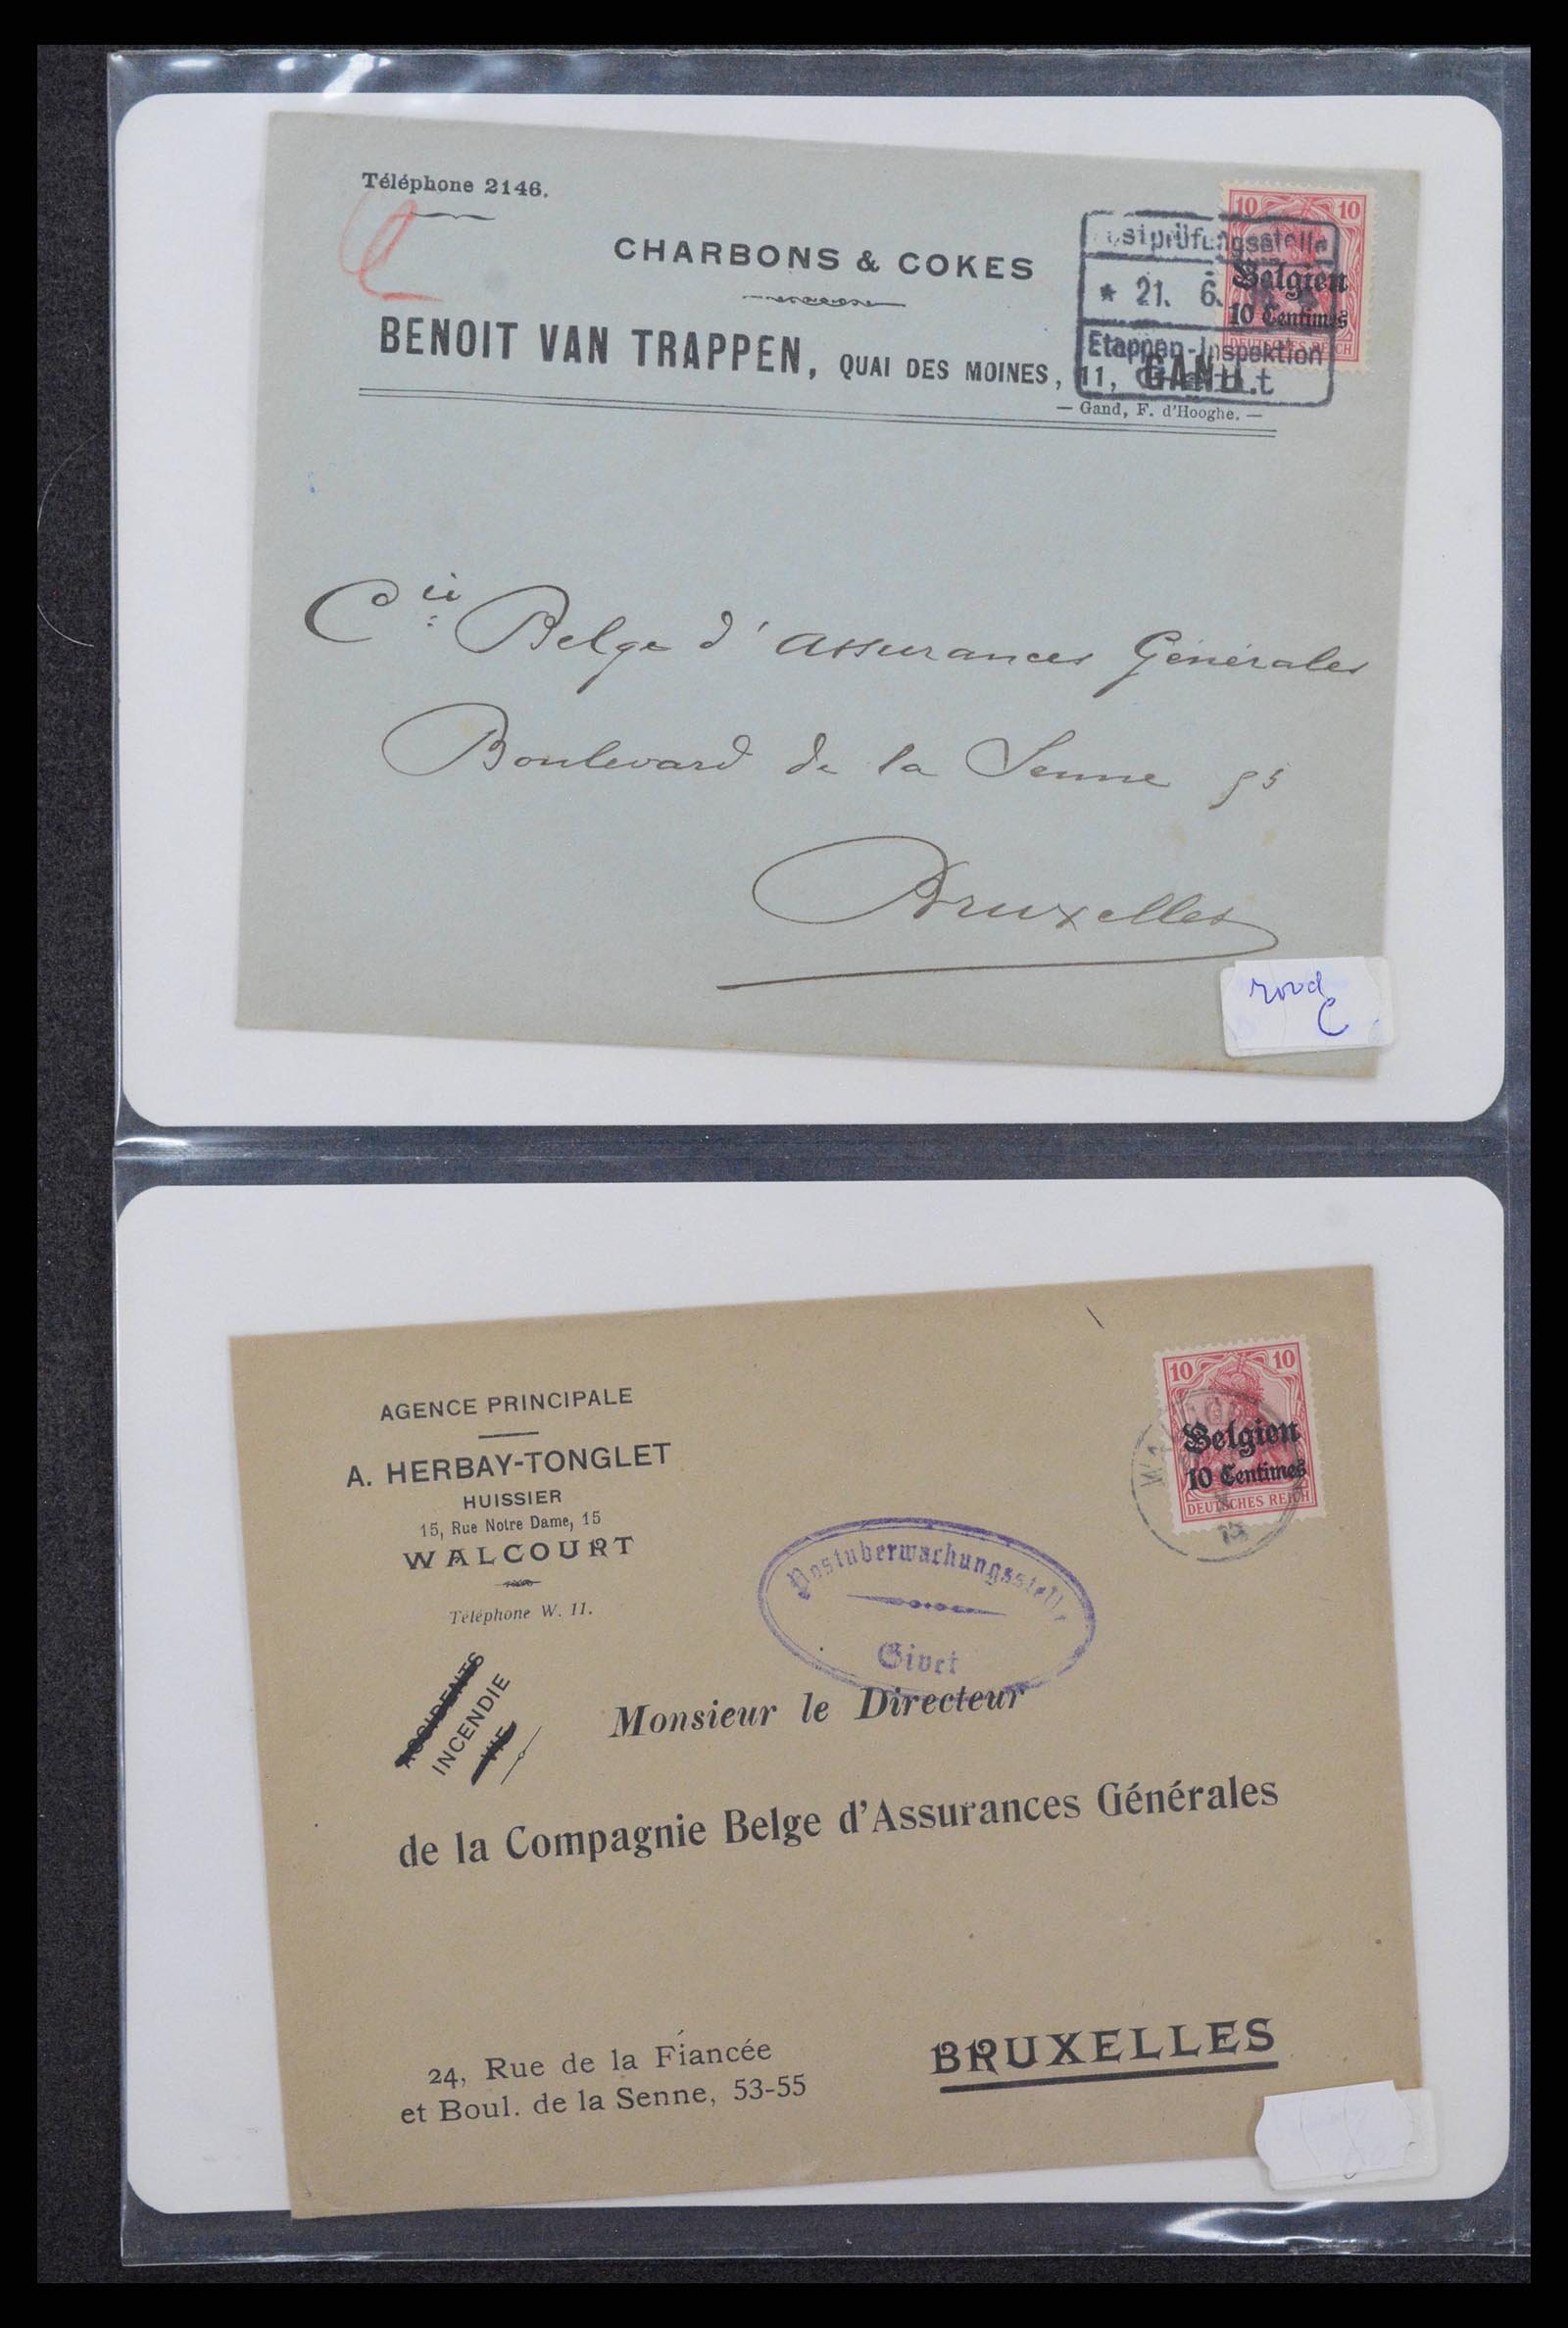 Téléphone 2146.
CHARBONS & COKES
BENOIT VAN TRAPPEN, QUAI DES MOINES, 11, GAND.
— Gand, F. d'Hooghe. —
10 10
Belgien
10 Centimes
DEUTSCHES REICH
* 21. 6.
Etappen-Inspektion
Cie Belge d'Assurances Générales
Boulevard de la Senne
Bruxelles
rood
C
AGENCE PRINCIPALE
A. HERBAY-TONGLET
HUISSIER
15, Rue Notre Dame, 15
WALCOURT
Téléphone W. 11.
ACCIDENTS
INCENDIE
VIE
10 10
Belgien
10 Centimes
DEUTSCHES REICH
Postüberwachungsstelle
Givet
Monsieur le Directeur
de la Compagnie Belge d'Assurances Générales
24, Rue de la Fiancée
et Boul. de la Senne, 53-55
BRUXELLES